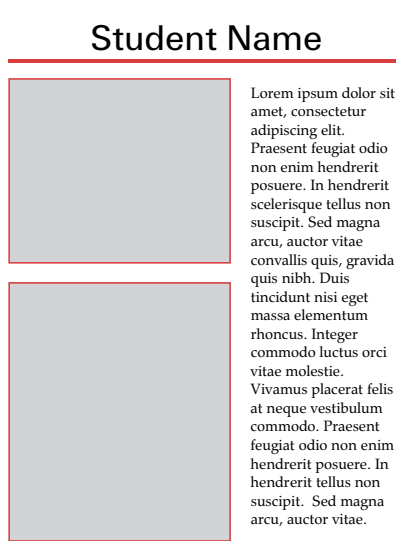 Student Name
Lorem ipsum dolor sit
amet, consectetur
adipiscing elit.
Praesent feugiat odio
non enim hendrerit
posuere. In hendrerit
scelerisque tellus non
suscipit. Sed magna
arcu, auctor vitae
convallis quis, gravida
quis nibh. Duis
tincidunt nisi eget
massa elementum
rhoncus. Integer
commodo luctus orci
vitae molestie.
Vivamus placerat felis
at neque vestibulum
commodo. Praesent
feugiat odio non enim
hendrerit posuere. In
hendrerit tellus non
suscipit.  Sed magna
arcu, auctor vitae.